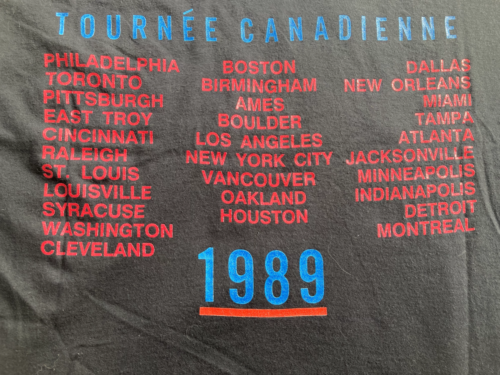 TOURNÉE CANADIENNE
PHILADELPHIA
TORONTO
PITTSBURGH
EAST TROY
CINCINNATI
RALEIGH
ST. LOUIS
LOUISVILLE
SYRACUSE
WASHINGTON
CLEVELAND
BOSTON
BIRMINGHAM
AMES
BOULDER
LOS ANGELES
NEW YORK CITY
VANCOUVER
OAKLAND
HOUSTON
DALLAS
NEW ORLEANS
MIAMI
TAMPA
ATLANTA
JACKSONVILLE
MINNEAPOLIS
INDIANAPOLIS
DETROIT
MONTREAL
1989